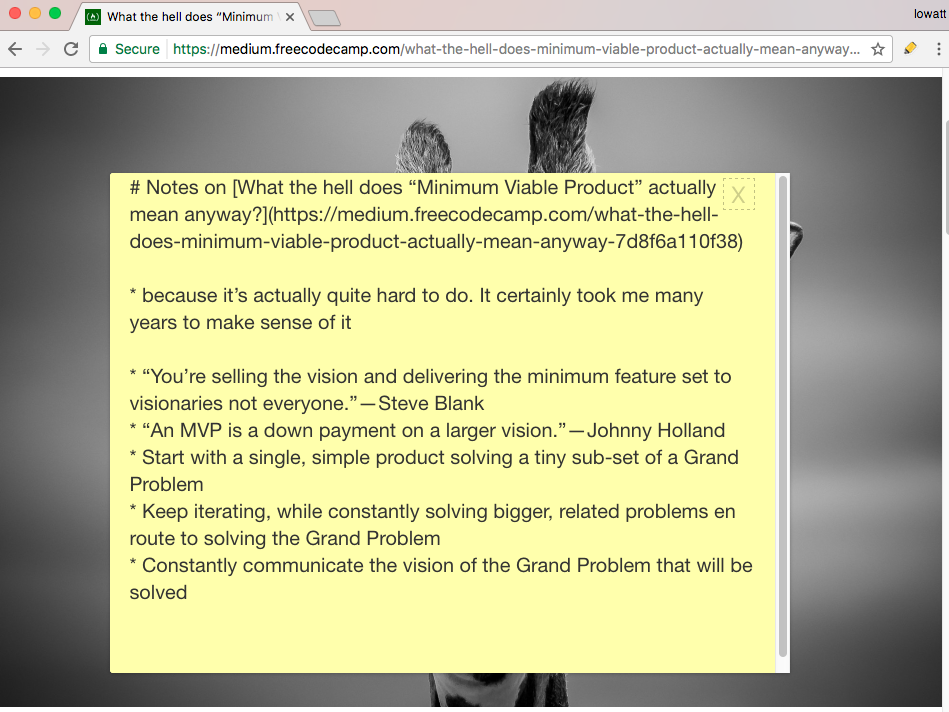 What the hell does “Minimum
lowatt
Secure
https://medium.freecodecamp.com/what-the-hell-does-minimum-viable-product-actually-mean-anyway...
# Notes on [What the hell does “Minimum Viable Product” actually
X
mean anyway?](https://medium.freecodecamp.com/what-the-hell-
does-minimum-viable-product-actually-mean-anyway-7d8f6a110f38)
* because it’s actually quite hard to do. It certainly took me many
years to make sense of it
* “You’re selling the vision and delivering the minimum feature set to
visionaries not everyone.”—Steve Blank
* “An MVP is a down payment on a larger vision.”—Johnny Holland
* Start with a single, simple product solving a tiny sub-set of a Grand
Problem
* Keep iterating, while constantly solving bigger, related problems en
route to solving the Grand Problem
* Constantly communicate the vision of the Grand Problem that will be
solved